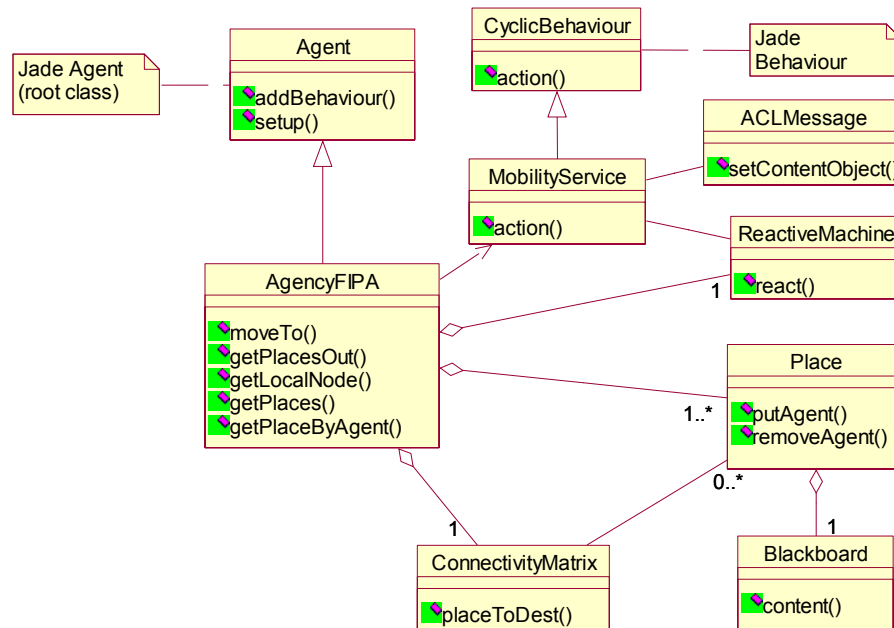 Jade Agent
(root class)
Agent
addBehaviour()
setup()
CyclicBehaviour
action()
Jade
Behaviour
ACLMessage
setContentObject()
MobilityService
action()
ReactiveMachine
react()
1
AgencyFIPA
moveTo()
getPlacesOut()
getLocalNode()
getPlaces()
getPlaceByAgent()
Place
putAgent()
removeAgent()
1..*
0..*
1
1
ConnectivityMatrix
placeToDest()
Blackboard
content()